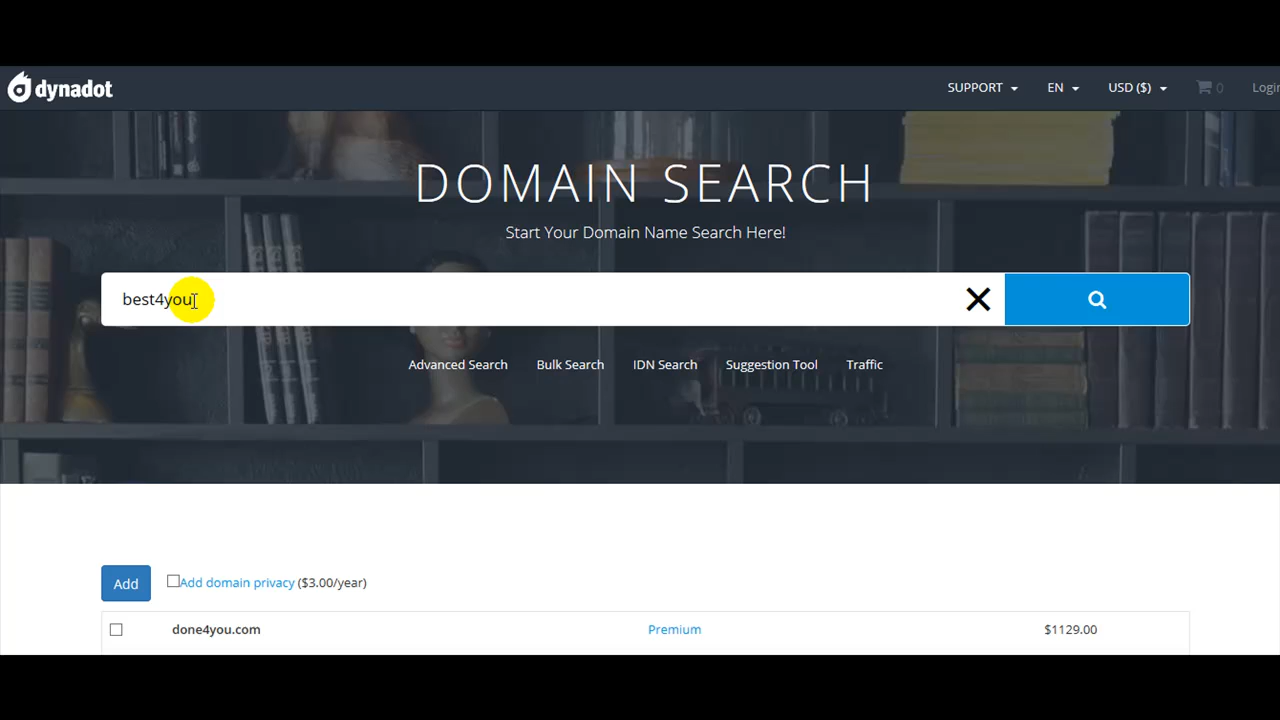 dynadot
SUPPORT EN USD ($) 0 Login
DOMAIN SEARCH
Start Your Domain Name Search Here!
best4you
Advanced Search Bulk Search IDN Search Suggestion Tool Traffic
Add Add domain privacy ($3.00/year)
done4you.com Premium $1129.00